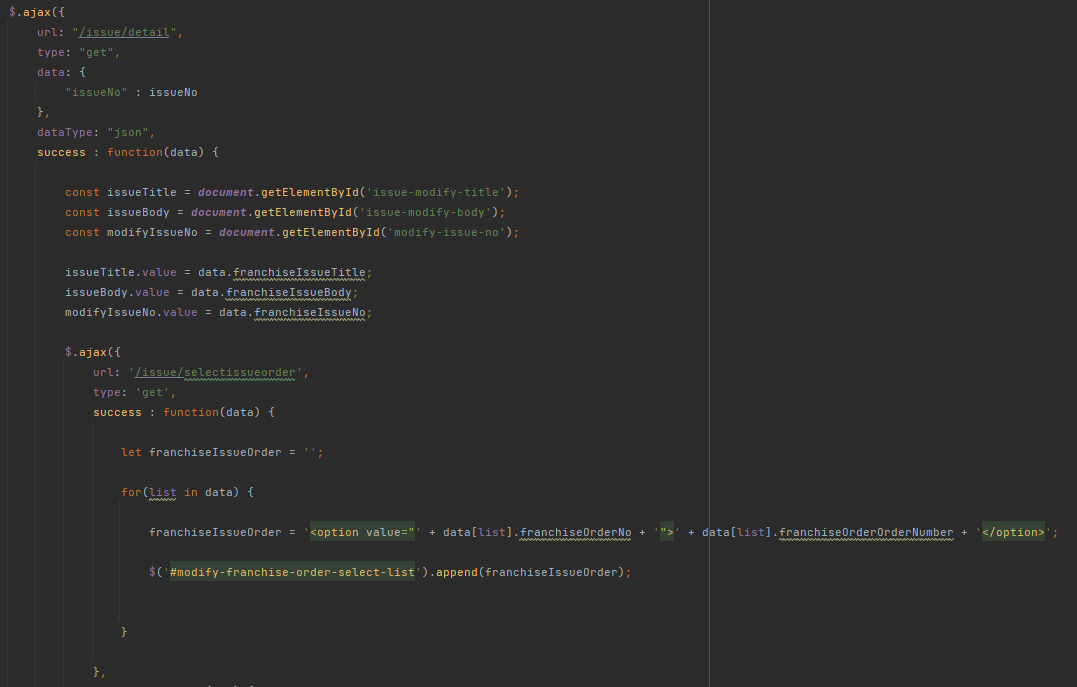 $.ajax({
url: "/issue/detail",
type: "get",
data: {
"issueNo" : issueNo
},
dataType: "json",
success : function(data) {
const issueTitle = document.getElementById('issue-modify-title');
const issueBody = document.getElementById('issue-modify-body');
const modifyIssueNo = document.getElementById('modify-issue-no');
issueTitle.value = data.franchiseIssueTitle;
issueBody.value = data.franchiseIssueBody;
modifyIssueNo.value = data.franchiseIssueNo;
$.ajax({
url: '/issue/selectissueorder',
type: 'get',
success : function(data) {
let franchiseIssueOrder = '';
for(list in data) {
franchiseIssueOrder = '<option value="' + data[list].franchiseOrderNo + '">' + data[list].franchiseOrderOrderNumber + '</option>';
$('#modify-franchise-order-select-list').append(franchiseIssueOrder);
}
},